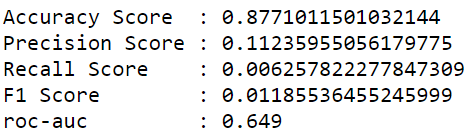 Accuracy Score  : 0.8771011501032144
Precision Score : 0.11235955056179775
Recall Score    : 0.006257822277847309
F1 Score        : 0.01185536455245999
roc-auc         : 0.649